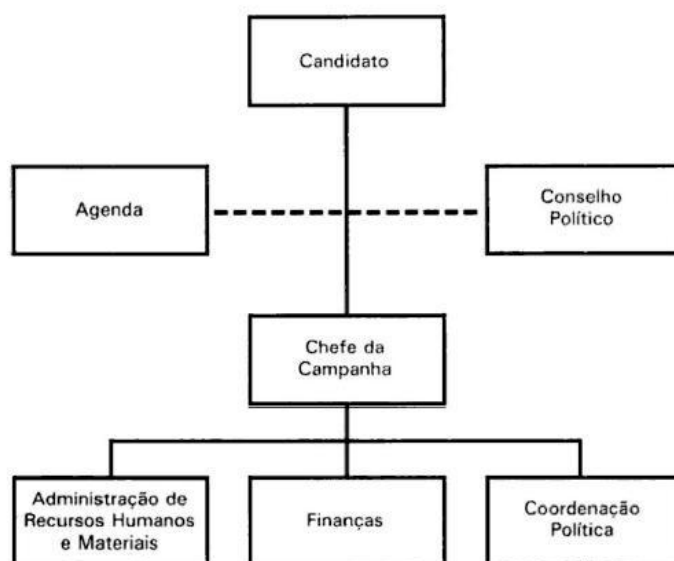 Candidato
Agenda
Conselho
Político
Chefe da
Campanha
Administração de
Recursos Humanos
e Materiais
Finanças
Coordenação
Política